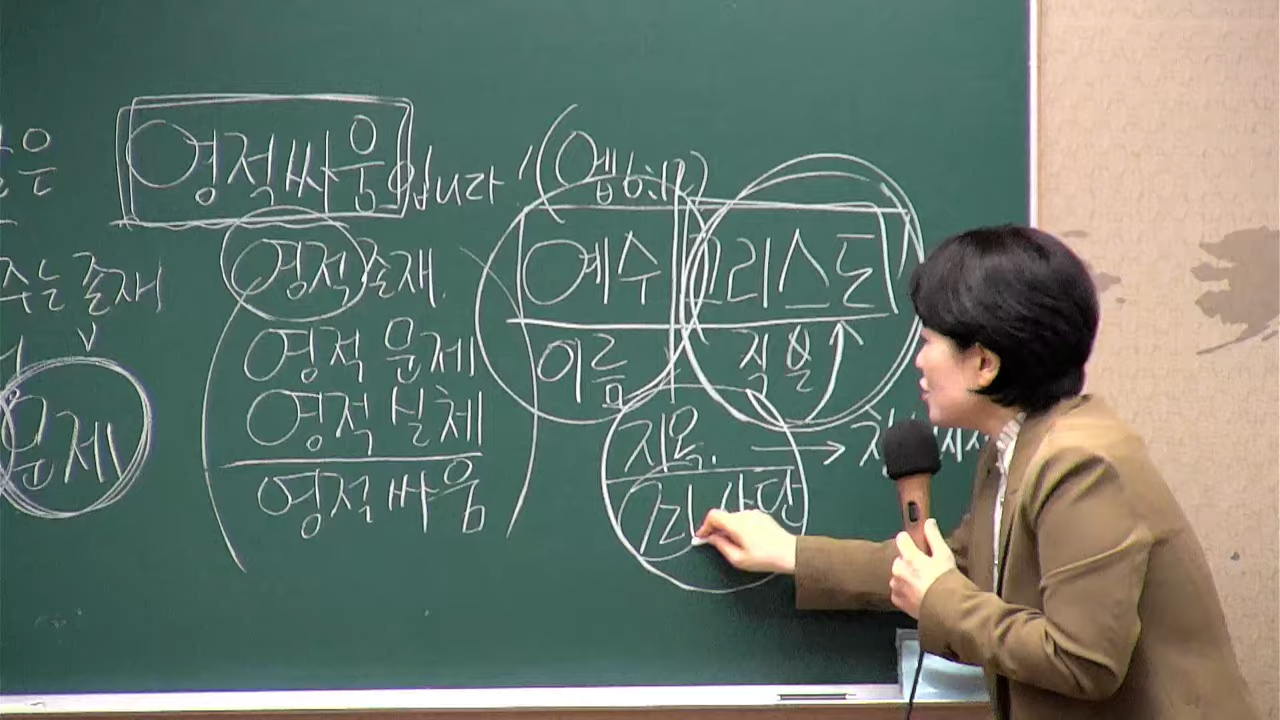 영적싸움입니다 (엡6:12)
주는 존재
문제
영적존재.
영적 문제
영적 실체
영적싸움
예수 그리스도
이름 직분
지옥. →
사단